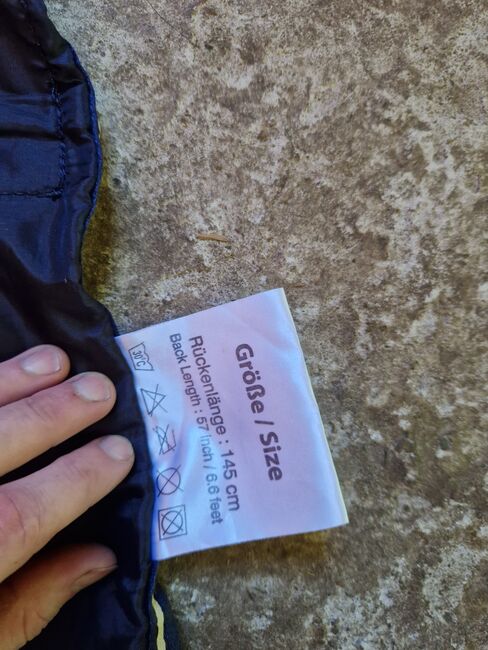 Größe / Size
Rückenlänge : 145 cm
Back Length : 57 inch / 6.6 feet
30°C